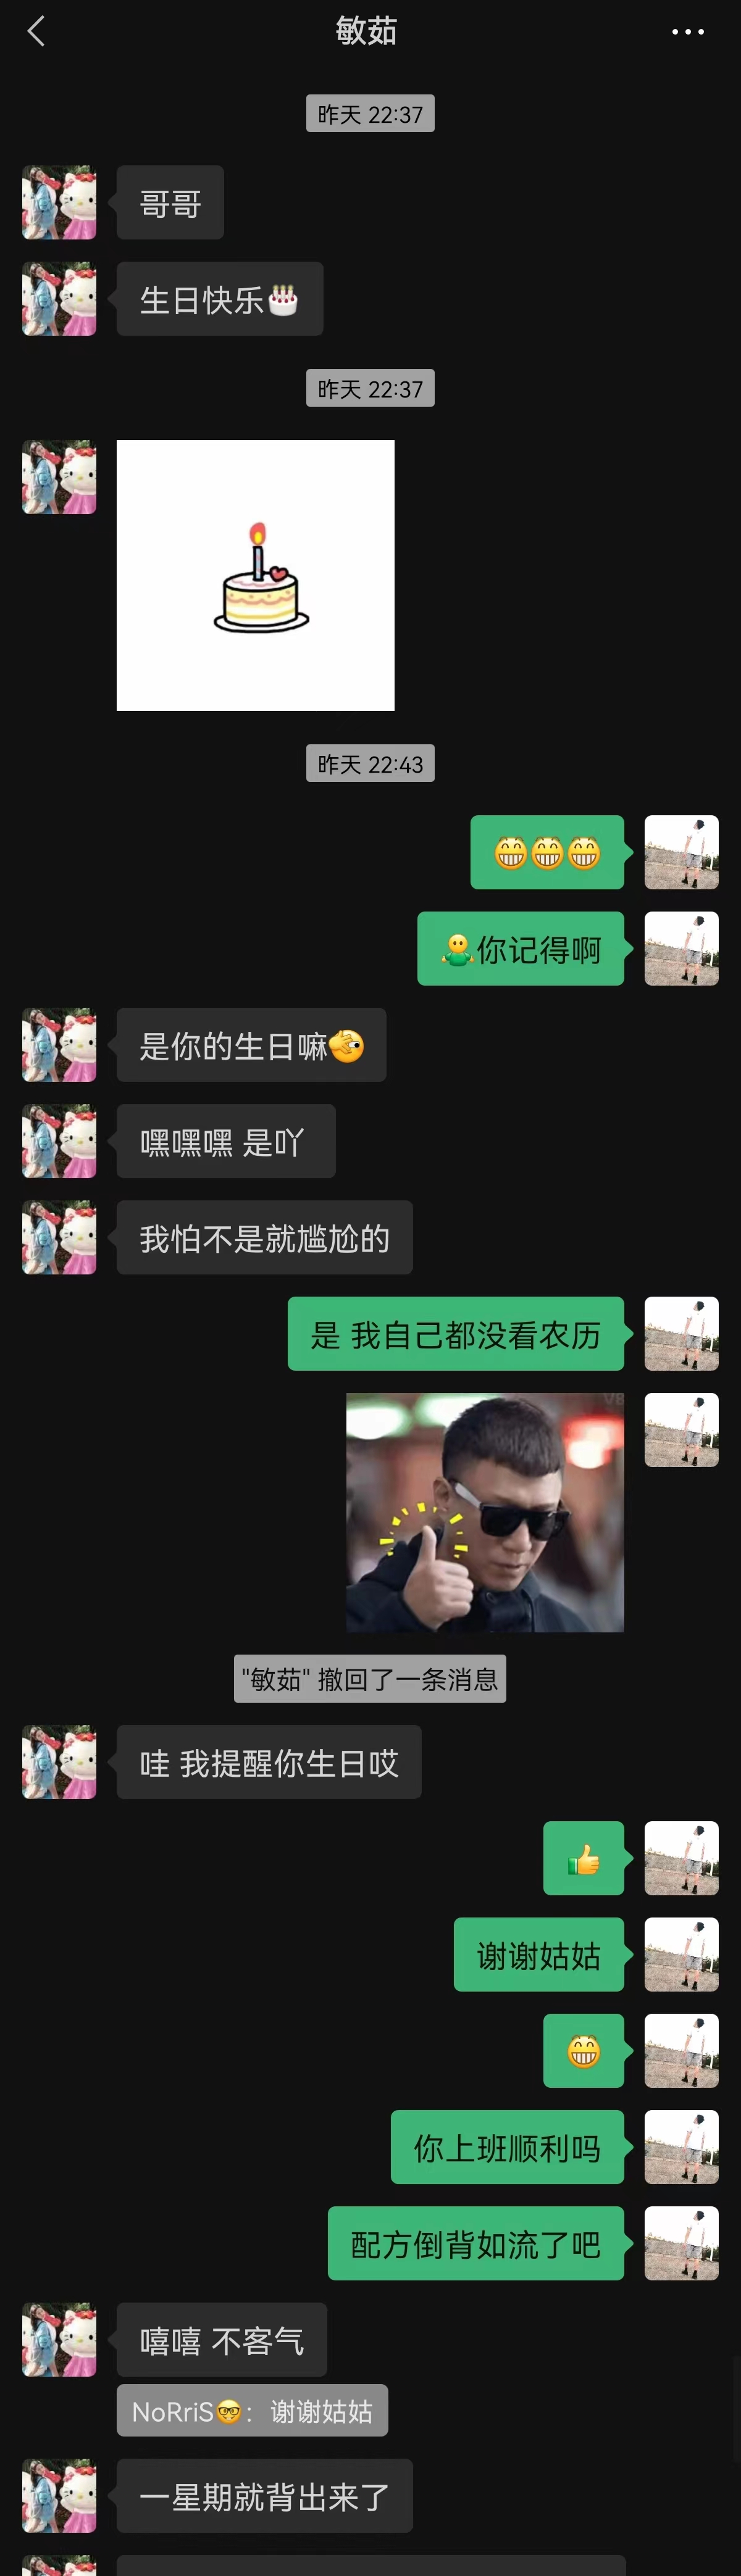 敏茹
昨天 22:37
哥哥
生日快乐🎂
昨天 22:37
昨天 22:43
😁😁😁
你记得啊
是你的生日嘛🫣
嘿嘿嘿 是吖
我怕不是就尴尬的
是 我自己都没看农历
"敏茹" 撤回了一条消息
哇 我提醒你生日哎
👍
谢谢姑姑
😁
你上班顺利吗
配方倒背如流了吧
嘻嘻 不客气
NoRriS🤓：谢谢姑姑
一星期就背出来了